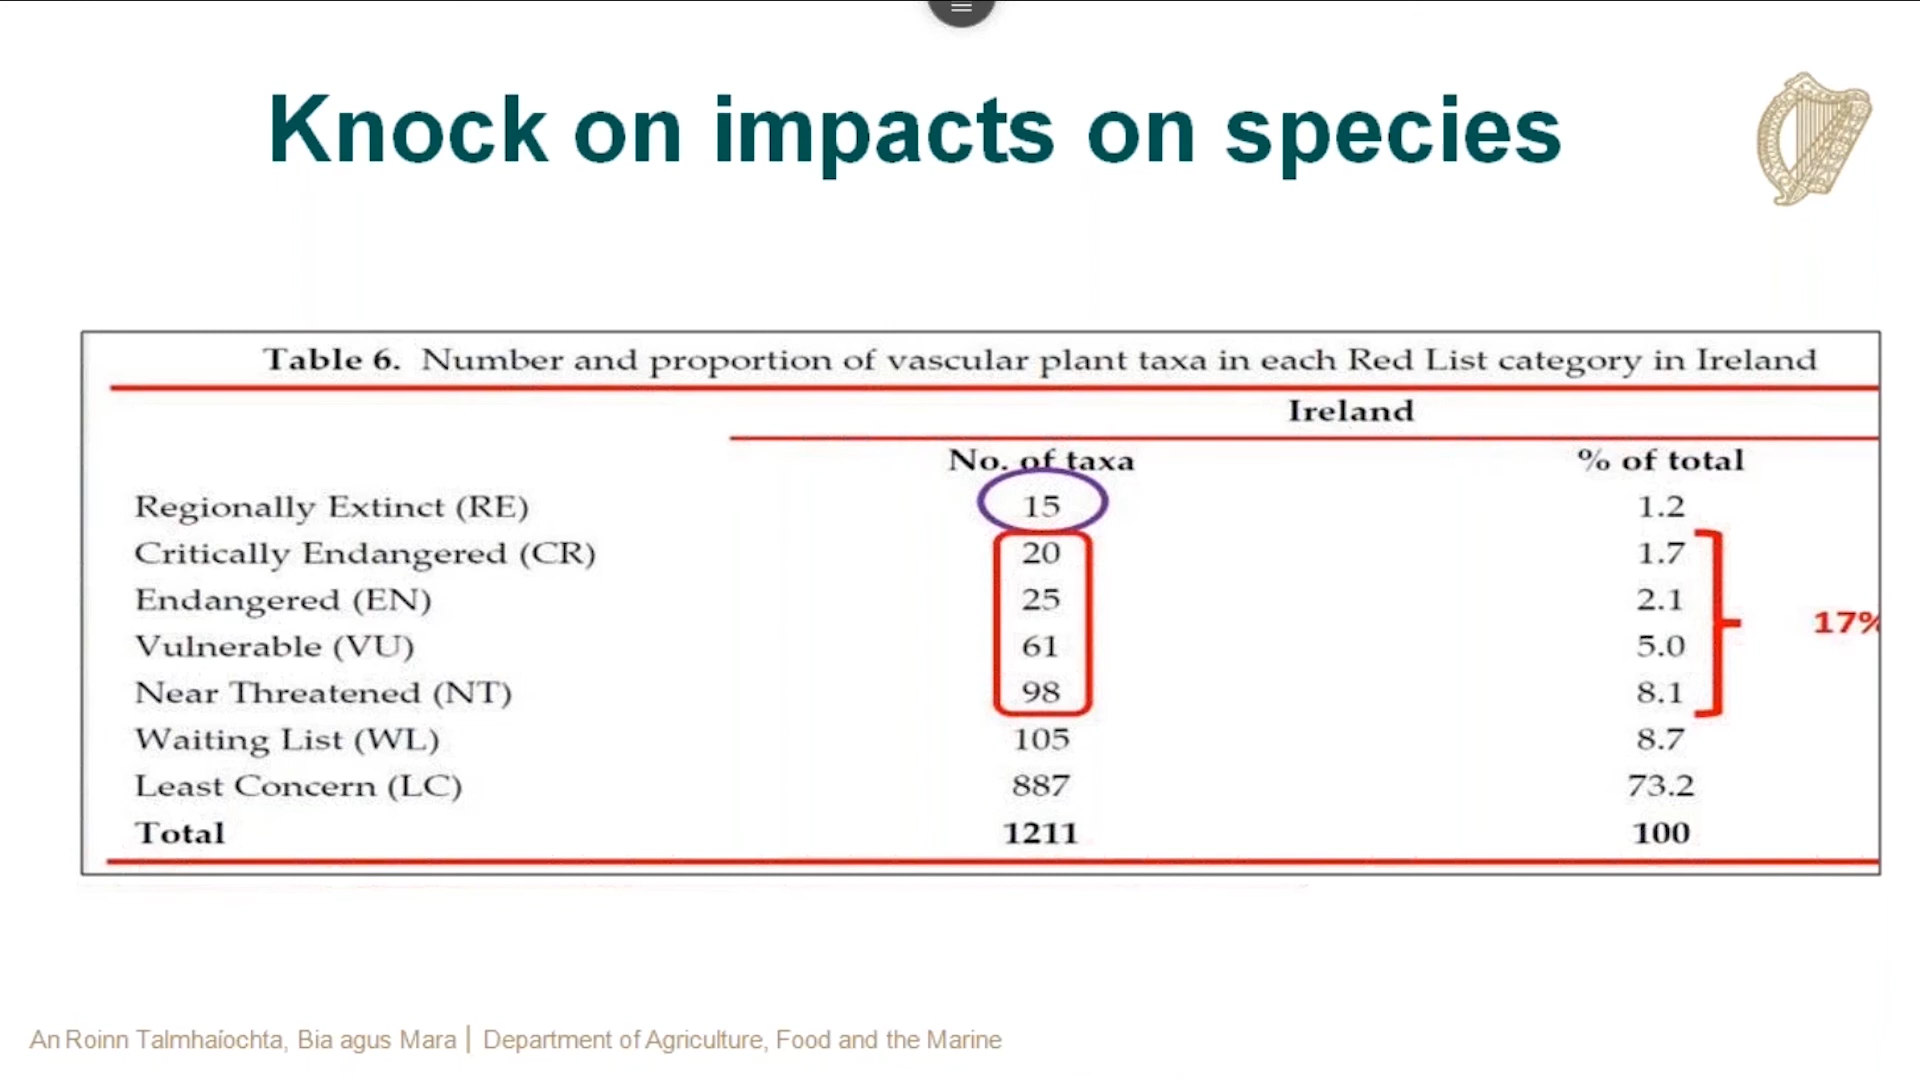 Knock on impacts on species
Table 6. Number and proportion of vascular plant taxa in each Red List category in Ireland
Ireland
No. of taxa % of total
Regionally Extinct (RE) 15 1.2
Critically Endangered (CR) 20 1.7
Endangered (EN) 25 2.1
17%
Vulnerable (VU) 61 5.0
Near Threatened (NT) 98 8.1
Waiting List (WL) 105 8.7
Least Concern (LC) 887 73.2
Total 1211 100
An Roinn Talmhaíochta, Bia agus Mara | Department of Agriculture, Food and the Marine